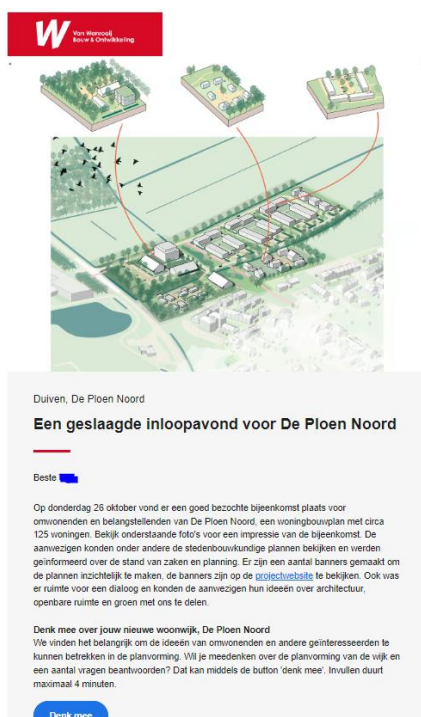 Van Wanrooij
Bouw & Ontwikkeling
Duiven, De Ploen Noord
Een geslaagde inloopavond voor De Ploen Noord
Beste
Op donderdag 26 oktober vond er een goed bezochte bijeenkomst plaats voor
omwonenden en belangstellenden van De Ploen Noord, een woningbouwplan met circa
125 woningen. Bekijk onderstaande foto's voor een impressie van de bijeenkomst. De
aanwezigen konden onder andere de stedenbouwkundige plannen bekijken en werden
geïnformeerd over de stand van zaken en planning. Er zijn een aantal banners gemaakt om
de plannen inzichtelijk te maken, de banners zijn op de projectwebsite te bekijken. Ook was
er ruimte voor een dialoog en konden de aanwezigen hun ideeën over architectuur,
openbare ruimte en groen met ons te delen.
Denk mee over jouw nieuwe woonwijk, De Ploen Noord
We vinden het belangrijk om de ideeën van omwonenden en andere geïnteresseerden te
kunnen betrekken in de planvorming. Wil je meedenken over de planvorming van de wijk en
een aantal vragen beantwoorden? Dat kan middels de button 'denk mee'. Invullen duurt
maximaal 4 minuten.
Denk mee